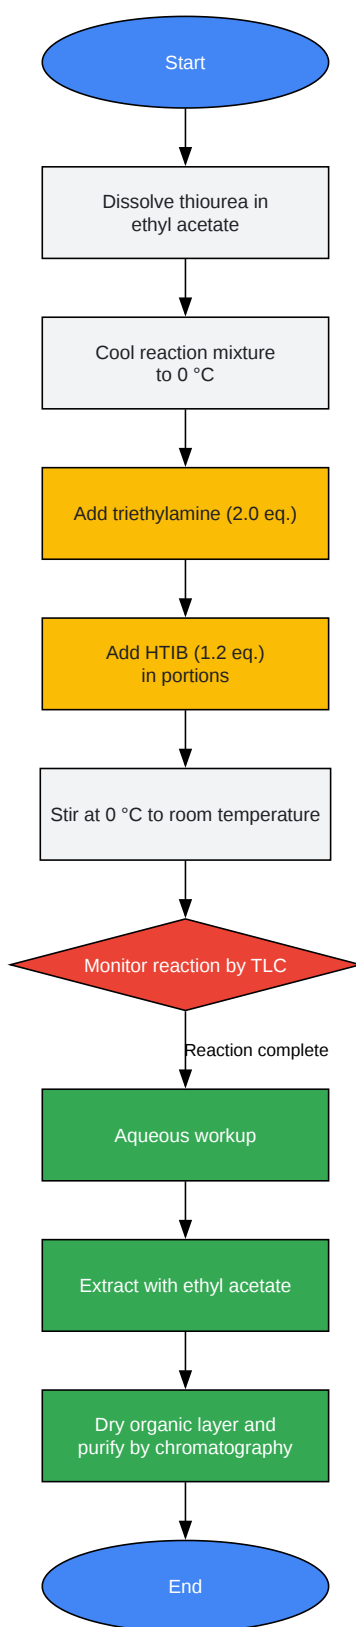 Start
Dissolve thiourea in
ethyl acetate
Cool reaction mixture
to 0 °C
Add triethylamine (2.0 eq.)
Add HTIB (1.2 eq.)
in portions
Stir at 0 °C to room temperature
Monitor reaction by TLC
Reaction complete
Aqueous workup
Extract with ethyl acetate
Dry organic layer and
purify by chromatography
End